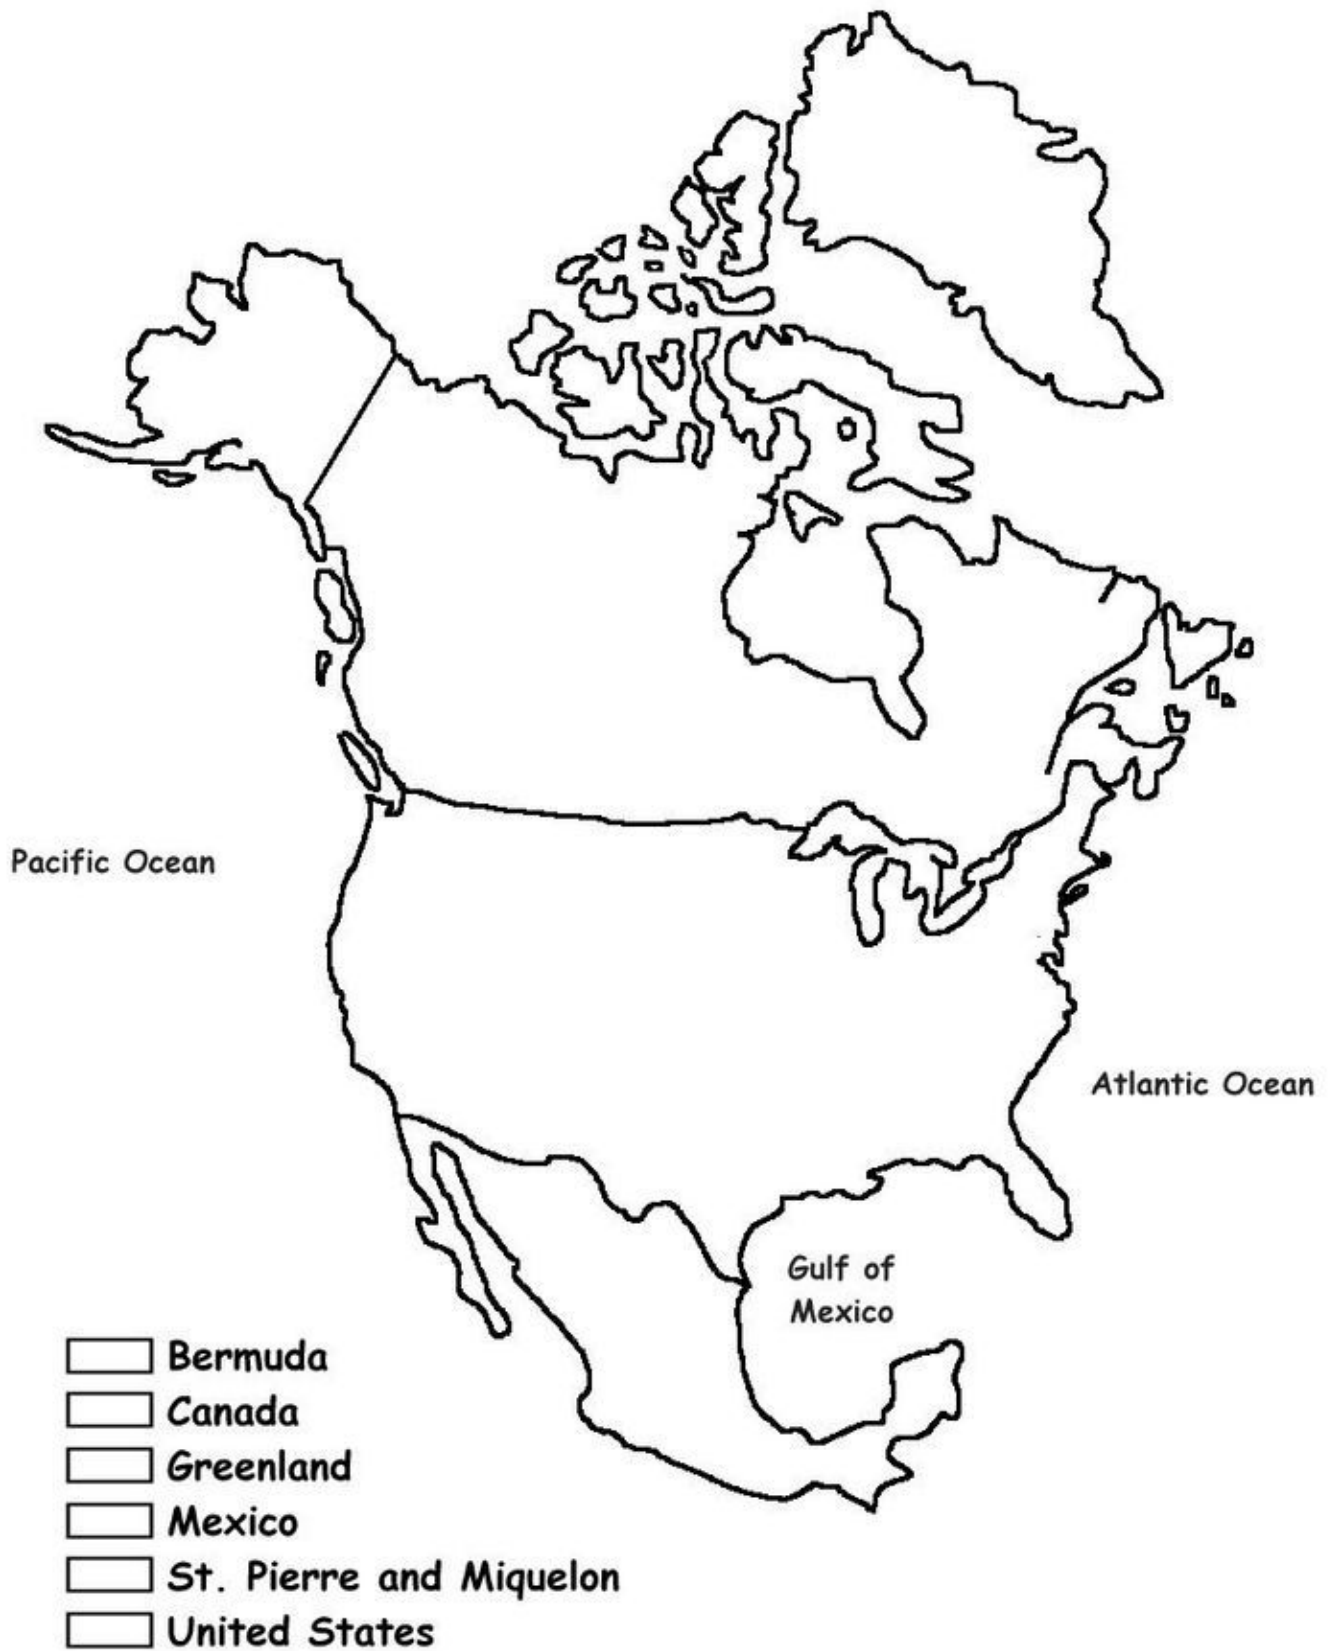 Pacific Ocean
Atlantic Ocean
Gulf of
Mexico
Bermuda
Canada
Greenland
Mexico
St. Pierre and Miquelon
United States